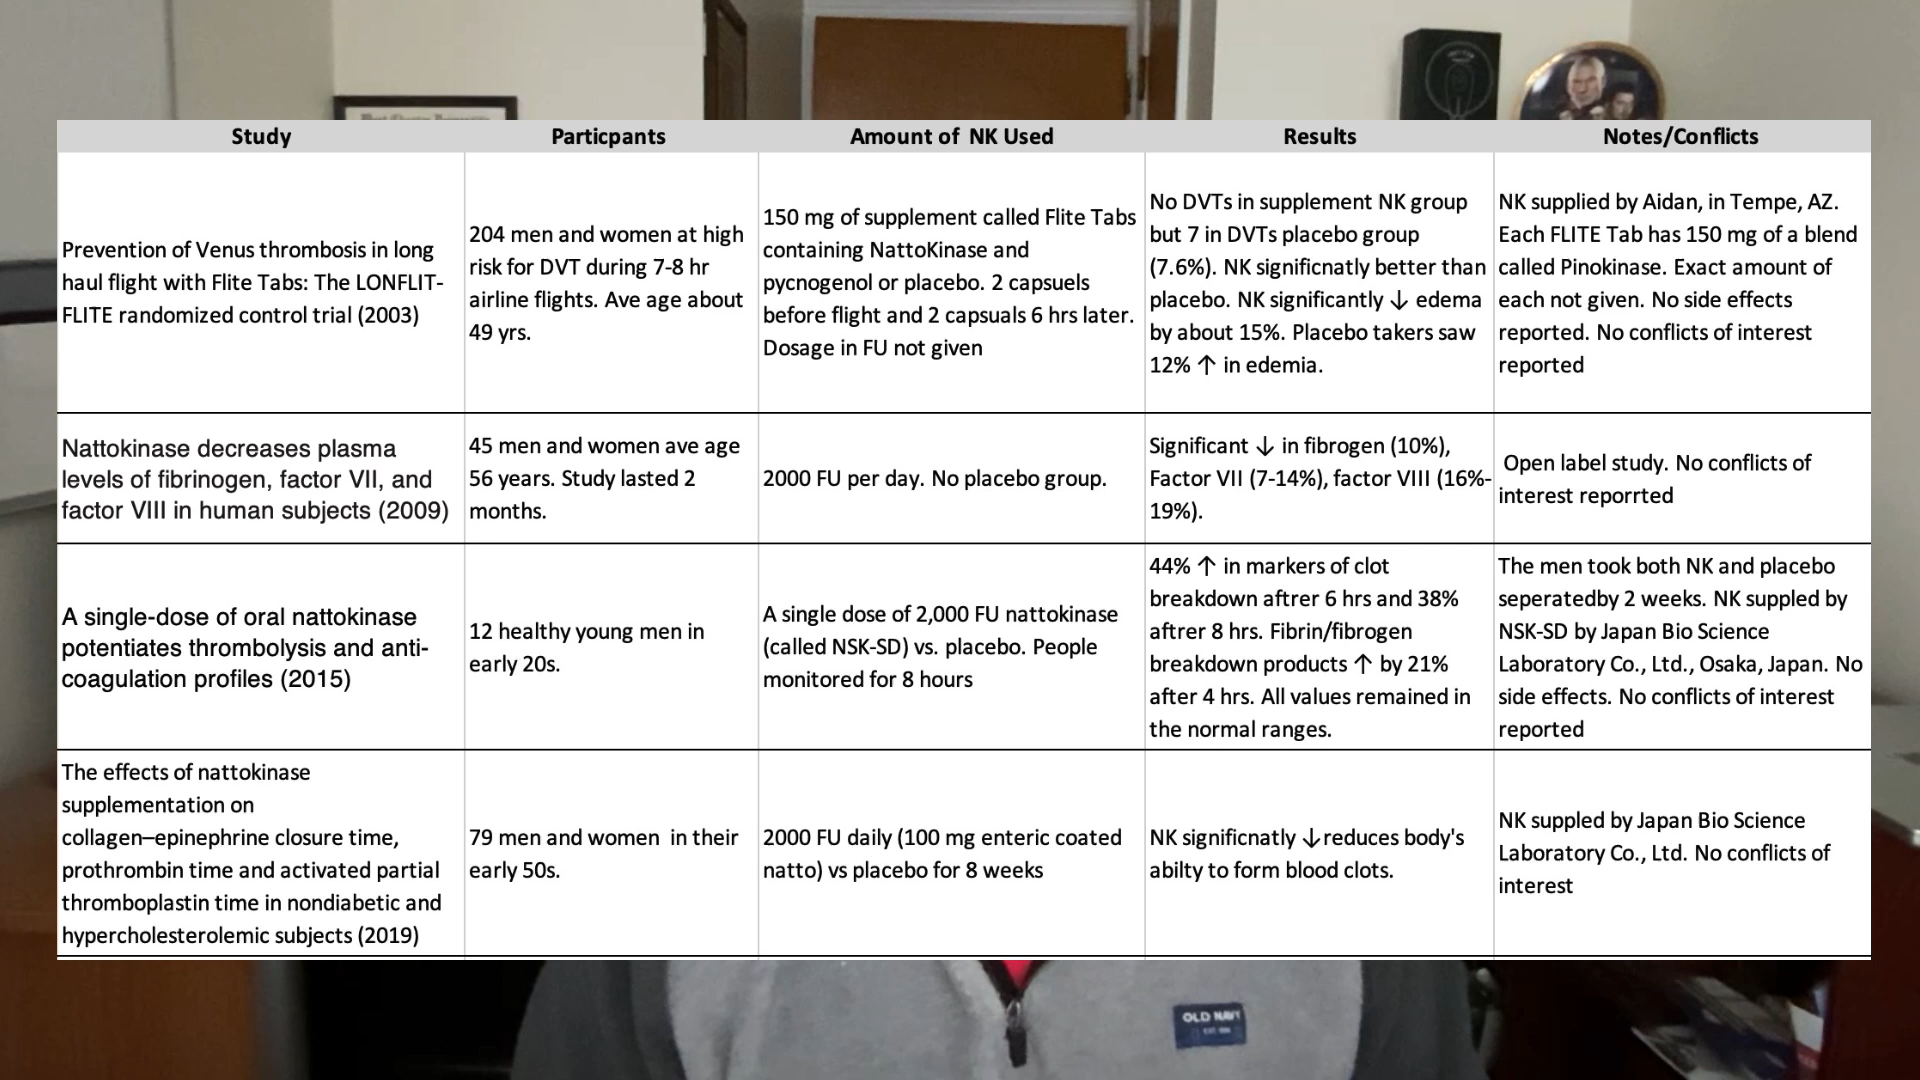 Study
Particpants
Amount of NK Used
Results
Notes/Conflicts
Prevention of Venus thrombosis in long
haul flight with Flite Tabs: The LONFLIT-
FLITE randomized control trial (2003)
204 men and women at high
risk for DVT during 7-8 hr
airline flights. Ave age about
49 yrs.
150 mg of supplement called Flite Tabs
containing NattoKinase and
pycnogenol or placebo. 2 capsuels
before flight and 2 capsuals 6 hrs later.
Dosage in FU not given
No DVTs in supplement NK group
but 7 in DVTs placebo group
(7.6%). NK significnatly better than
placebo. NK significantly ↓ edema
by about 15%. Placebo takers saw
12% ↑ in edemia.
NK supplied by Aidan, in Tempe, AZ.
Each FLITE Tab has 150 mg of a blend
called Pinokinase. Exact amount of
each not given. No side effects
reported. No conflicts of interest
reported
Nattokinase decreases plasma
levels of fibrinogen, factor VII, and
factor VIII in human subjects (2009)
45 men and women ave age
56 years. Study lasted 2
months.
2000 FU per day. No placebo group.
Significant ↓ in fibrogen (10%),
Factor VII (7-14%), factor VIII (16%-
19%).
Open label study. No conflicts of
interest reporrted
A single-dose of oral nattokinase
potentiates thrombolysis and anti-
coagulation profiles (2015)
12 healthy young men in
early 20s.
A single dose of 2,000 FU nattokinase
(called NSK-SD) vs. placebo. People
monitored for 8 hours
44% ↑ in markers of clot
breakdown aftrer 6 hrs and 38%
aftrer 8 hrs. Fibrin/fibrogen
breakdown products ↑ by 21%
after 4 hrs. All values remained in
the normal ranges.
The men took both NK and placebo
seperatedby 2 weeks. NK suppled by
NSK-SD by Japan Bio Science
Laboratory Co., Ltd., Osaka, Japan. No
side effects. No conflicts of interest
reported
The effects of nattokinase
supplementation on
collagen–epinephrine closure time,
prothrombin time and activated partial
thromboplastin time in nondiabetic and
hypercholesterolemic subjects (2019)
79 men and women in their
early 50s.
2000 FU daily (100 mg enteric coated
natto) vs placebo for 8 weeks
NK significnatly ↓ reduces body's
abilty to form blood clots.
NK suppled by Japan Bio Science
Laboratory Co., Ltd. No conflicts of
interest
OLD NAVY